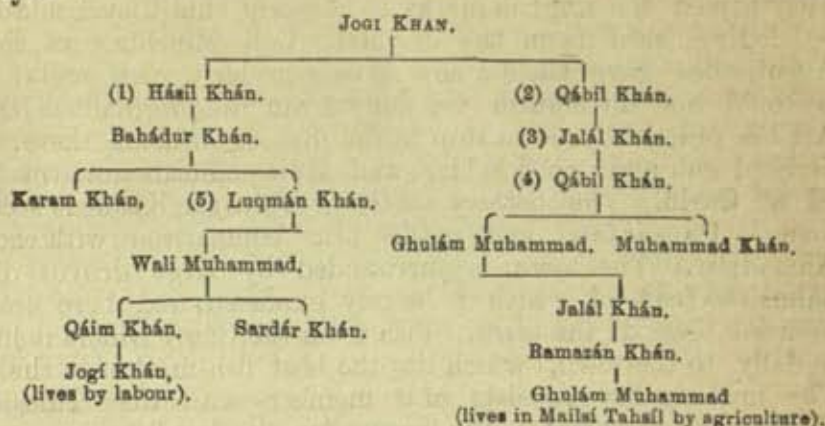 JOGI KHAN.
(1) Hásil Khán. (2) Qábil Khán.
Bahádur Khán. (3) Jalál Khán.
(4) Qábil Khán.
Karam Khán, (5) Luqmán Khán.
Ghulám Muhammad. Muhammad Khán.
Wali Muhammad.
Qáim Khán, Sardár Khán. Jalál Khán.
Ramazán Khán.
Jogí Khán,
(lives by labour). Ghulám Muhammad
(lives in Mailsí Tahsíl by agriculture).